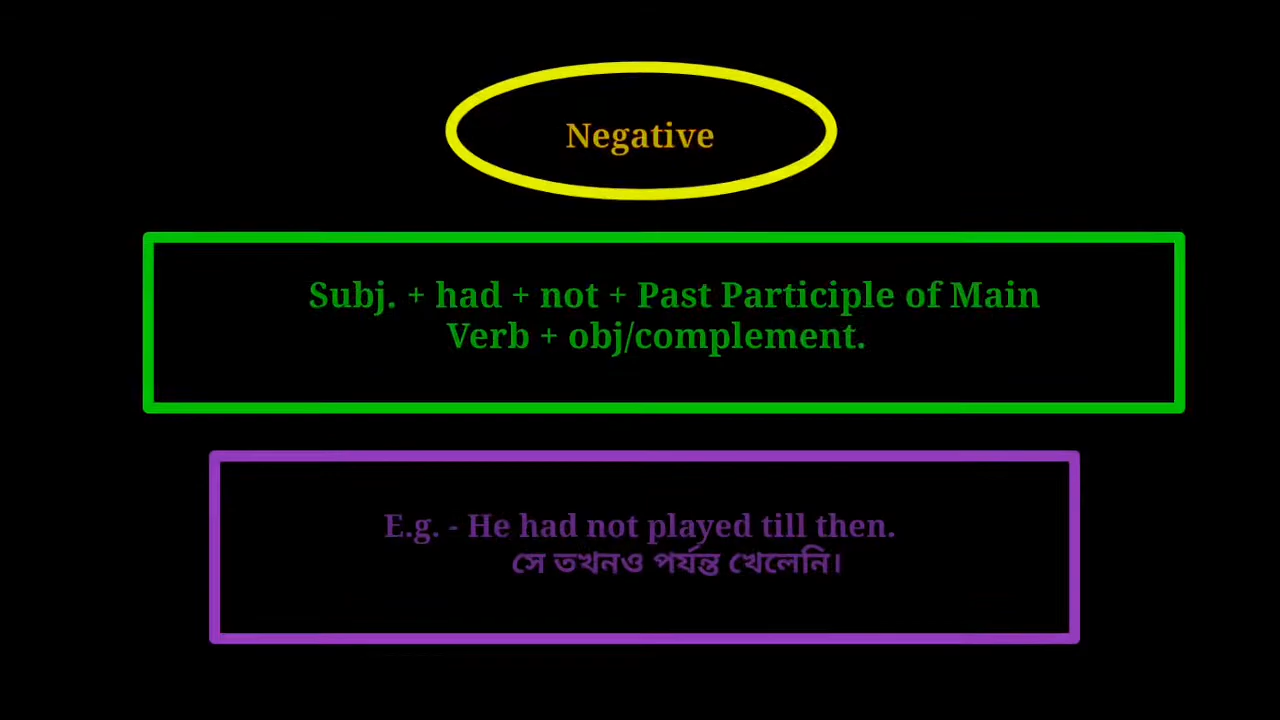 Negative
Subj. + had + not + Past Participle of Main
Verb + obj/complement.
E.g. - He had not played till then.
সে তখনও পর্যন্ত খেলেনি।